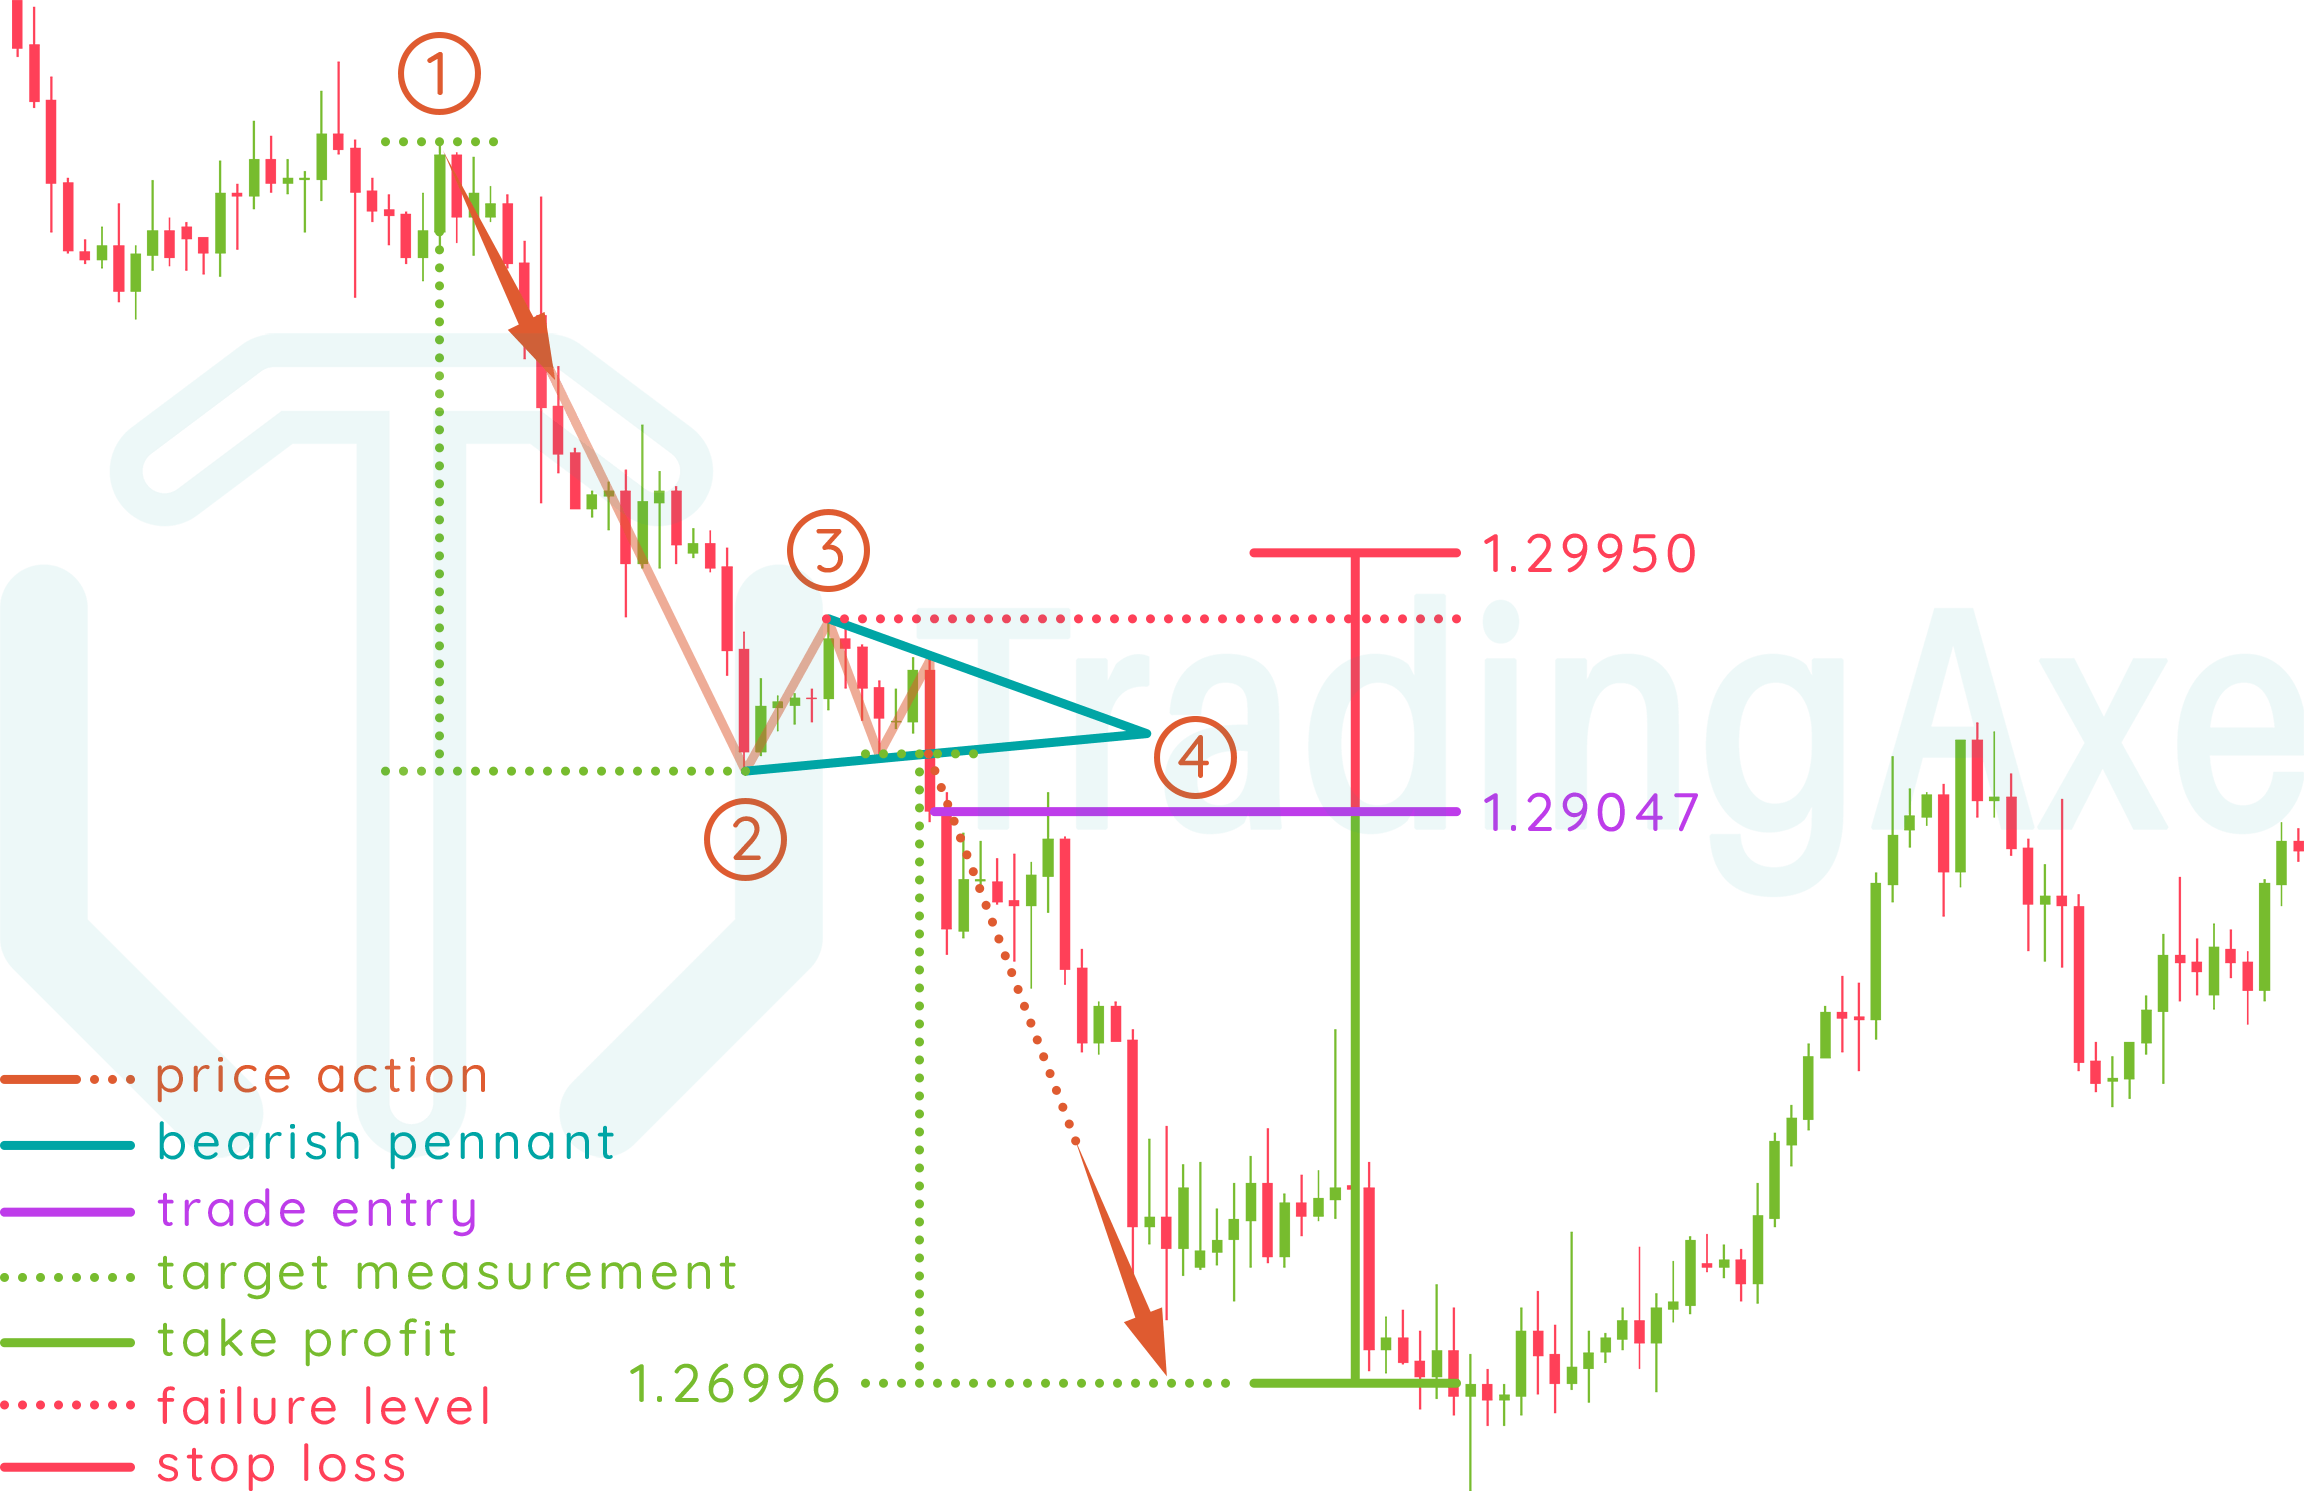 1
3
1.29950
TradingAxe
4
1.29047
2
price action
bearish pennant
trade entry
target measurement
take profit
1.26996
failure level
stop loss